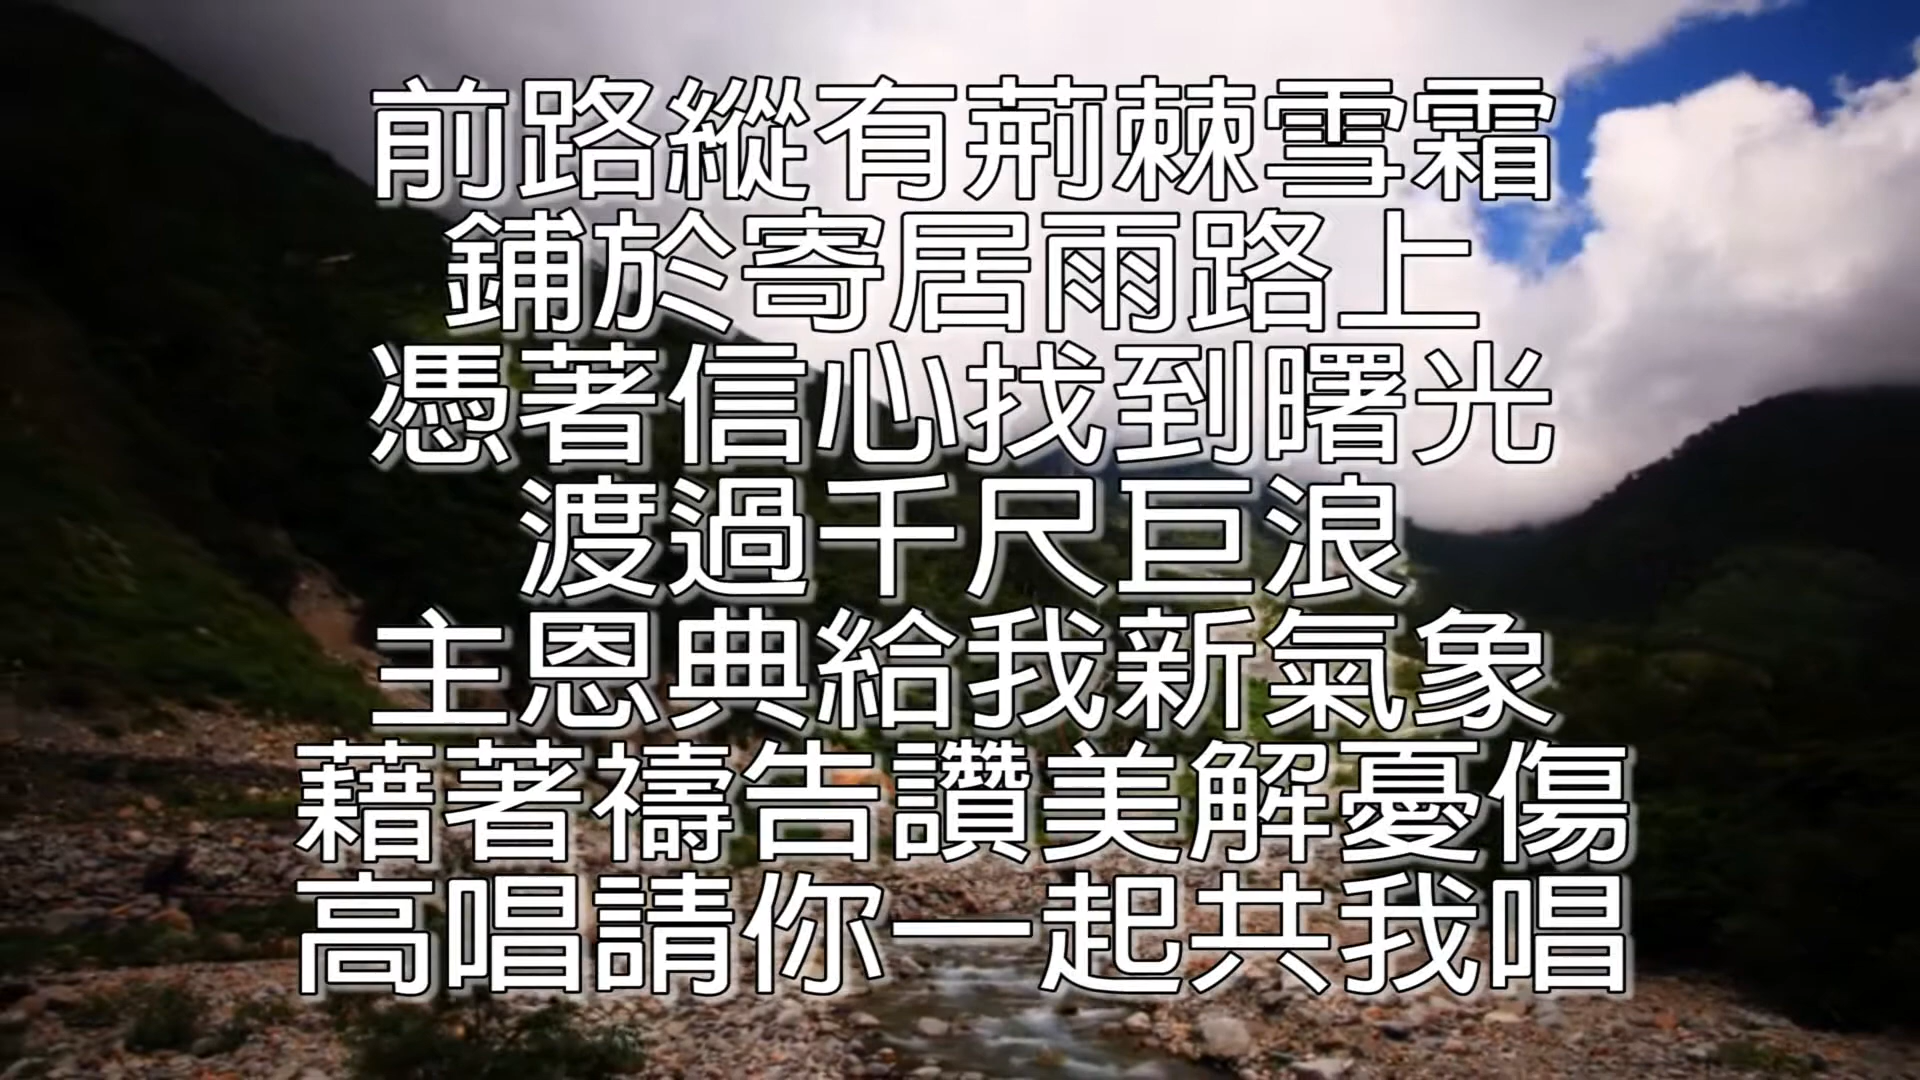 前路縱有荊棘雪霜
鋪於寄居雨路上
憑著信心找到曙光
渡過千尺巨浪
主恩典給我新氣象
藉著禱告讚美解憂傷
高唱請你一起共我唱